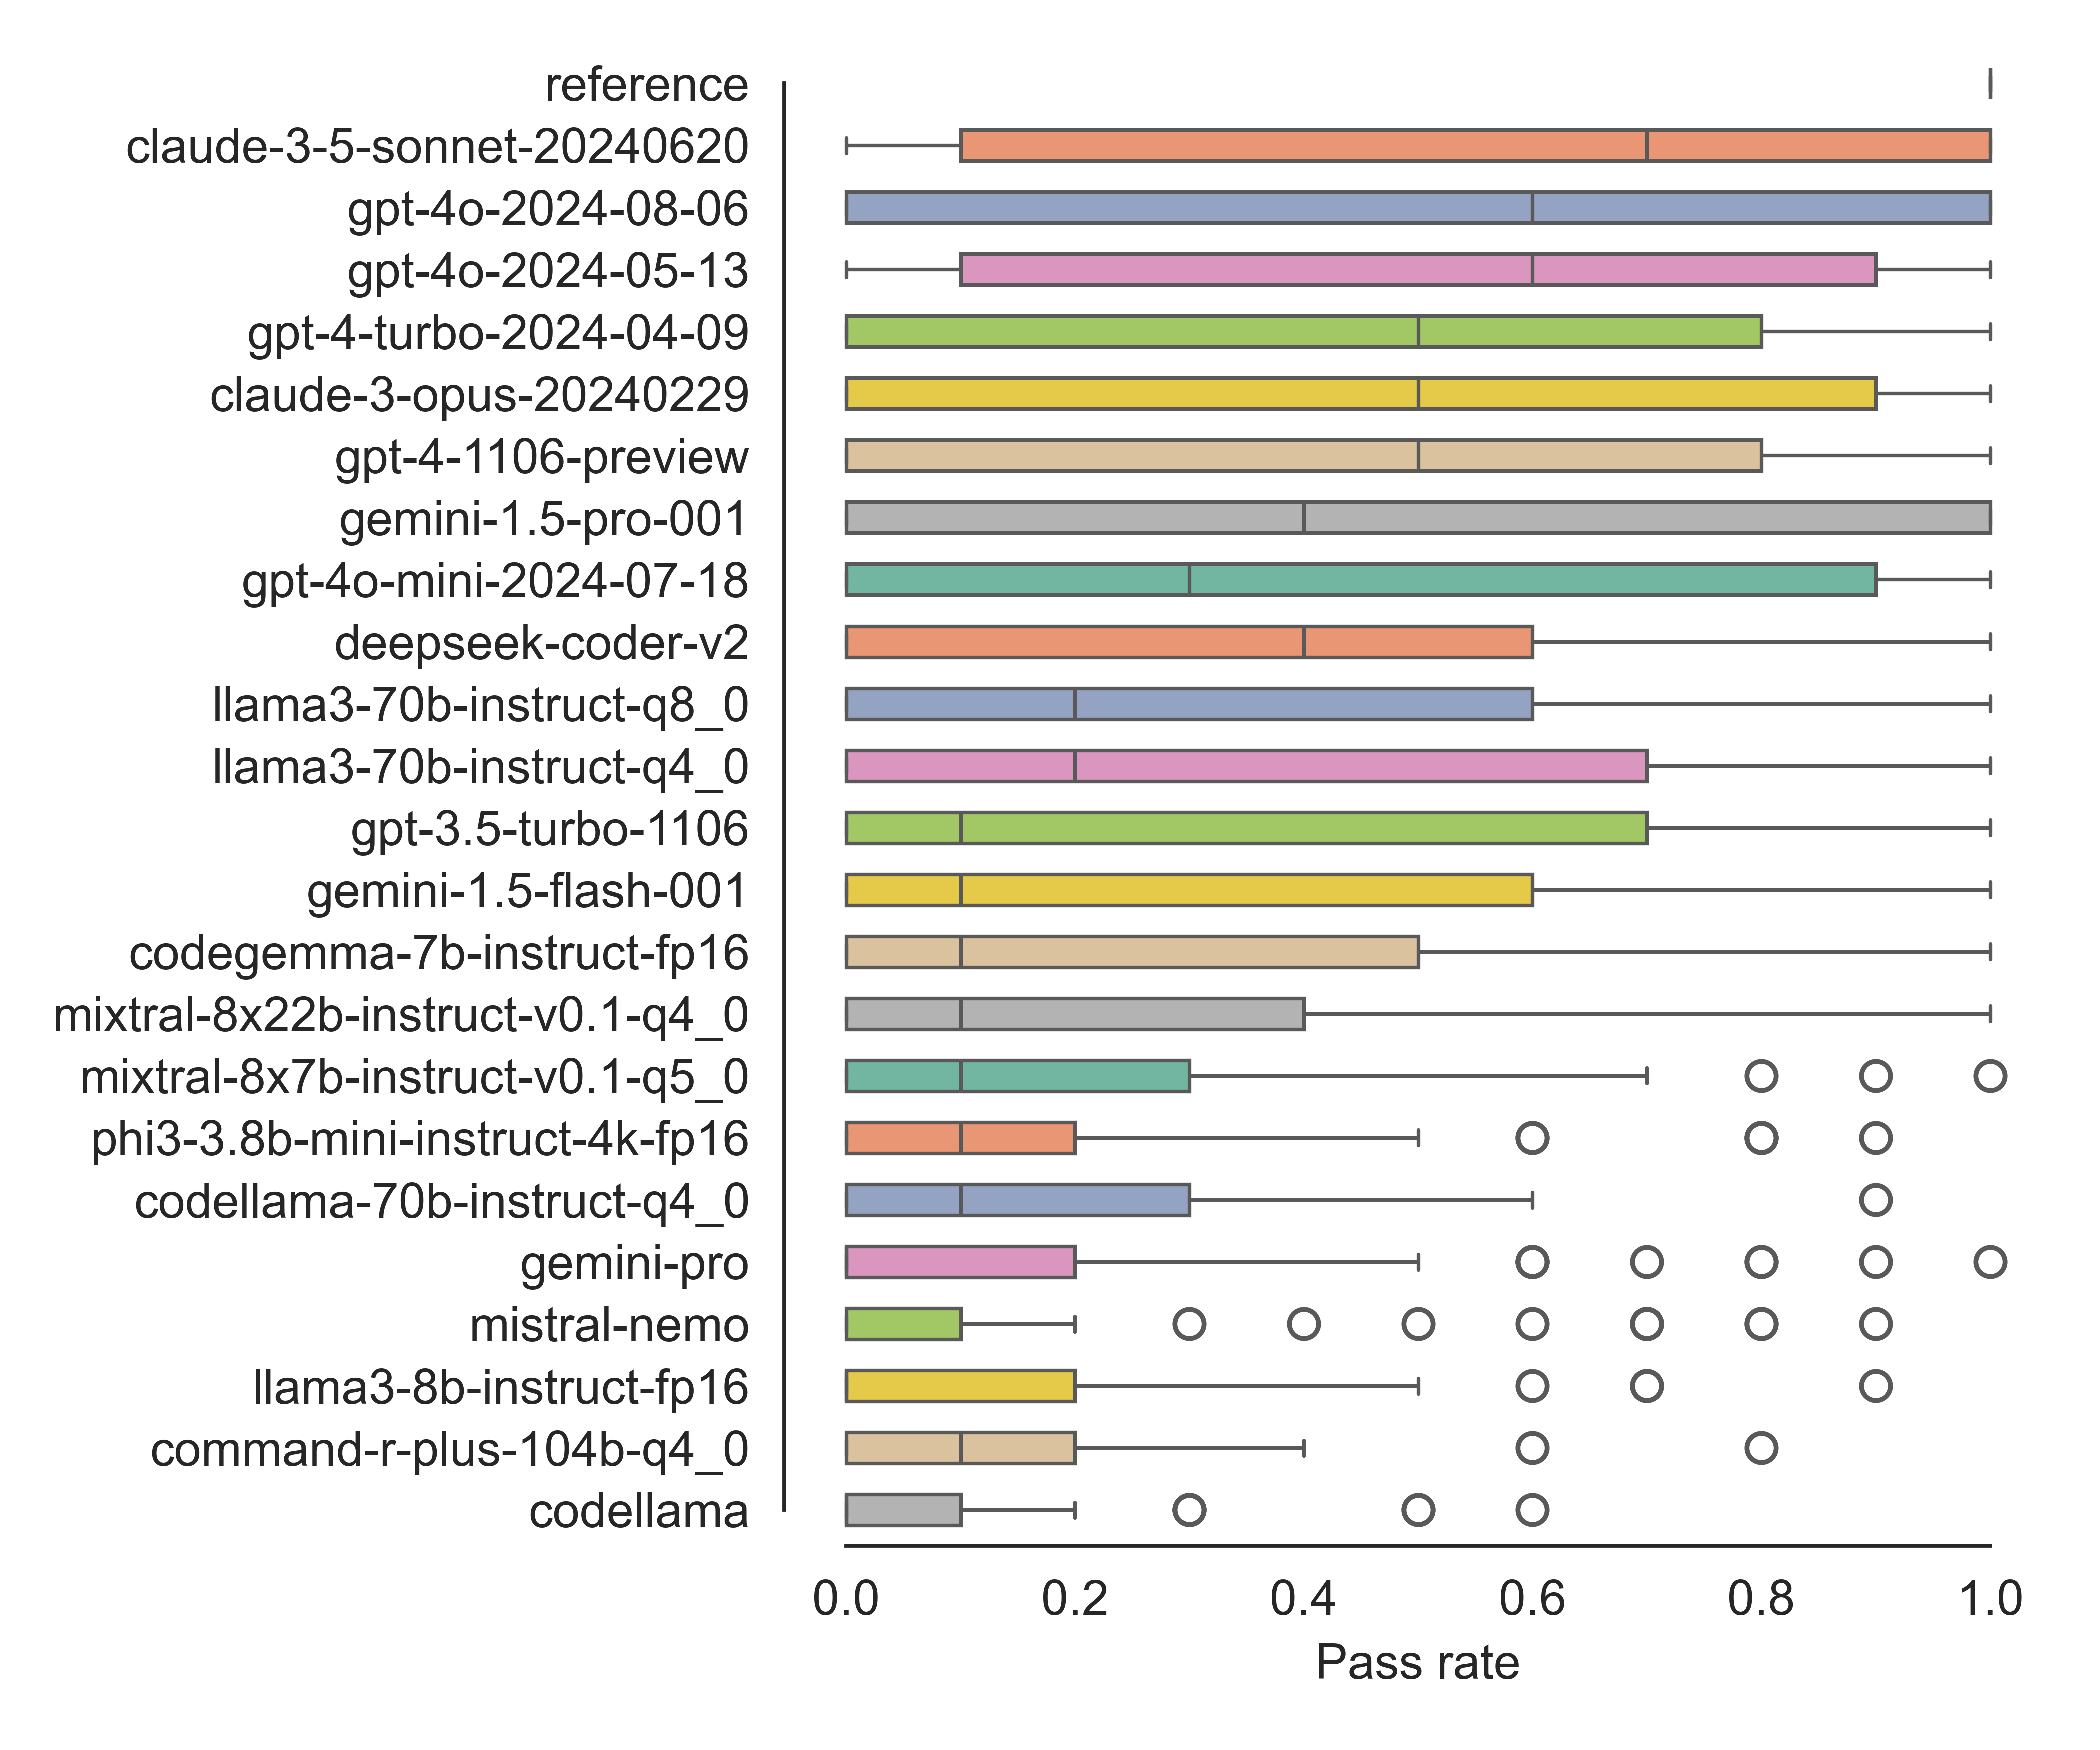 reference
claude-3-5-sonnet-20240620
gpt-4o-2024-08-06
gpt-4o-2024-05-13
gpt-4-turbo-2024-04-09
claude-3-opus-20240229
gpt-4-1106-preview
gemini-1.5-pro-001
gpt-4o-mini-2024-07-18
deepseek-coder-v2
llama3-70b-instruct-q8_0
llama3-70b-instruct-q4_0
gpt-3.5-turbo-1106
gemini-1.5-flash-001
codegemma-7b-instruct-fp16
mixtral-8x22b-instruct-v0.1-q4_0
mixtral-8x7b-instruct-v0.1-q5_0
phi3-3.8b-mini-instruct-4k-fp16
codellama-70b-instruct-q4_0
gemini-pro
mistral-nemo
llama3-8b-instruct-fp16
command-r-plus-104b-q4_0
codellama
0.0 0.2 0.4 0.6 0.8 1.0
Pass rate